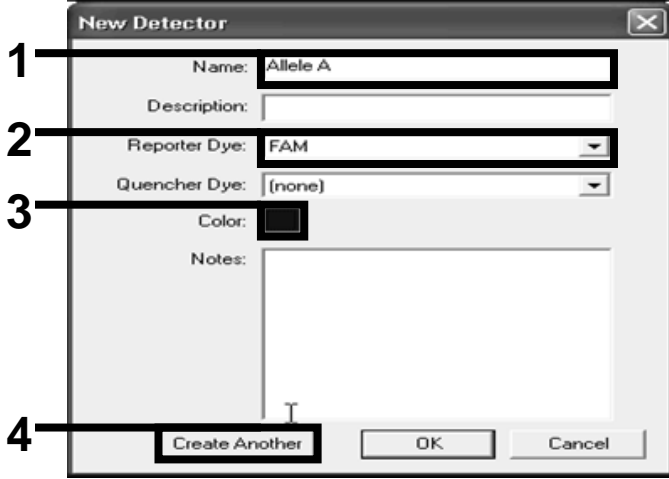 New Detector
1 Name: Allele A
Description:
2 Reporter Dye: FAM
Quencher Dye: (none)
3 Color:
Notes:
4 Create Another OK Cancel